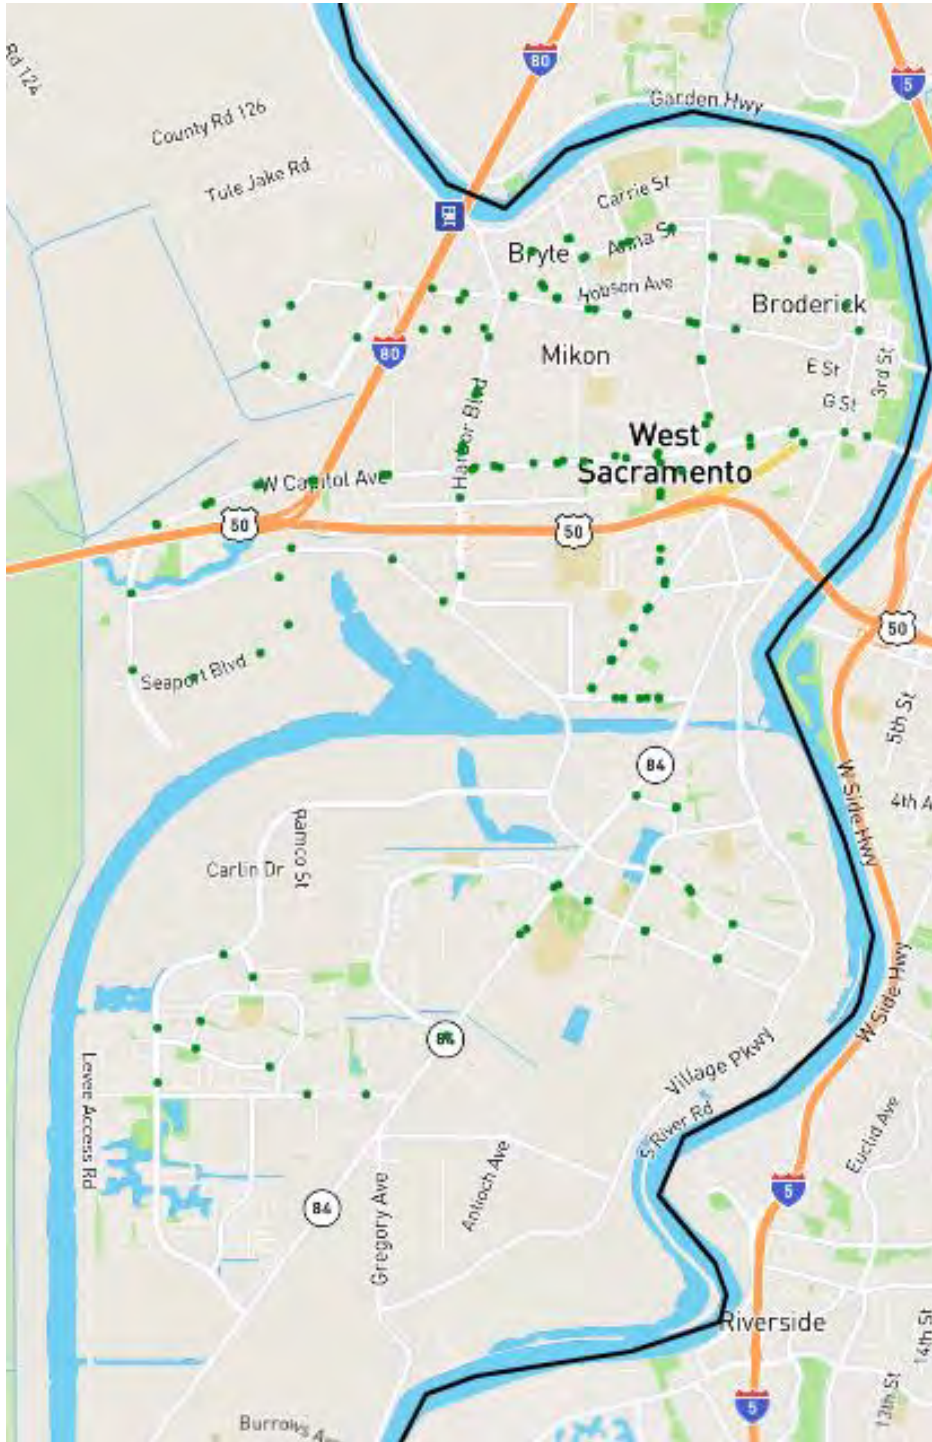 Rd 124
80
5
Garden Hwy
County Rd 126
Tule Jake Rd
Carrie St
Anna St
Bryte
Hobson Ave
Broderick
80
Mikon
3rd St
E St
G St
Harbor Blvd
West
Sacramento
W Capitol Ave
50
50
50
Seaport Blvd
5th St
84
W Side Hwy
4th A
Ramco St
Carlin Dr
W Side Hwy
84
Village Pkwy
Levee Access Rd
S River Rd
Euclid Ave
Antioch Ave
5
84
Gregory Ave
Riverside
14th St
13th St
5
Burrows Av